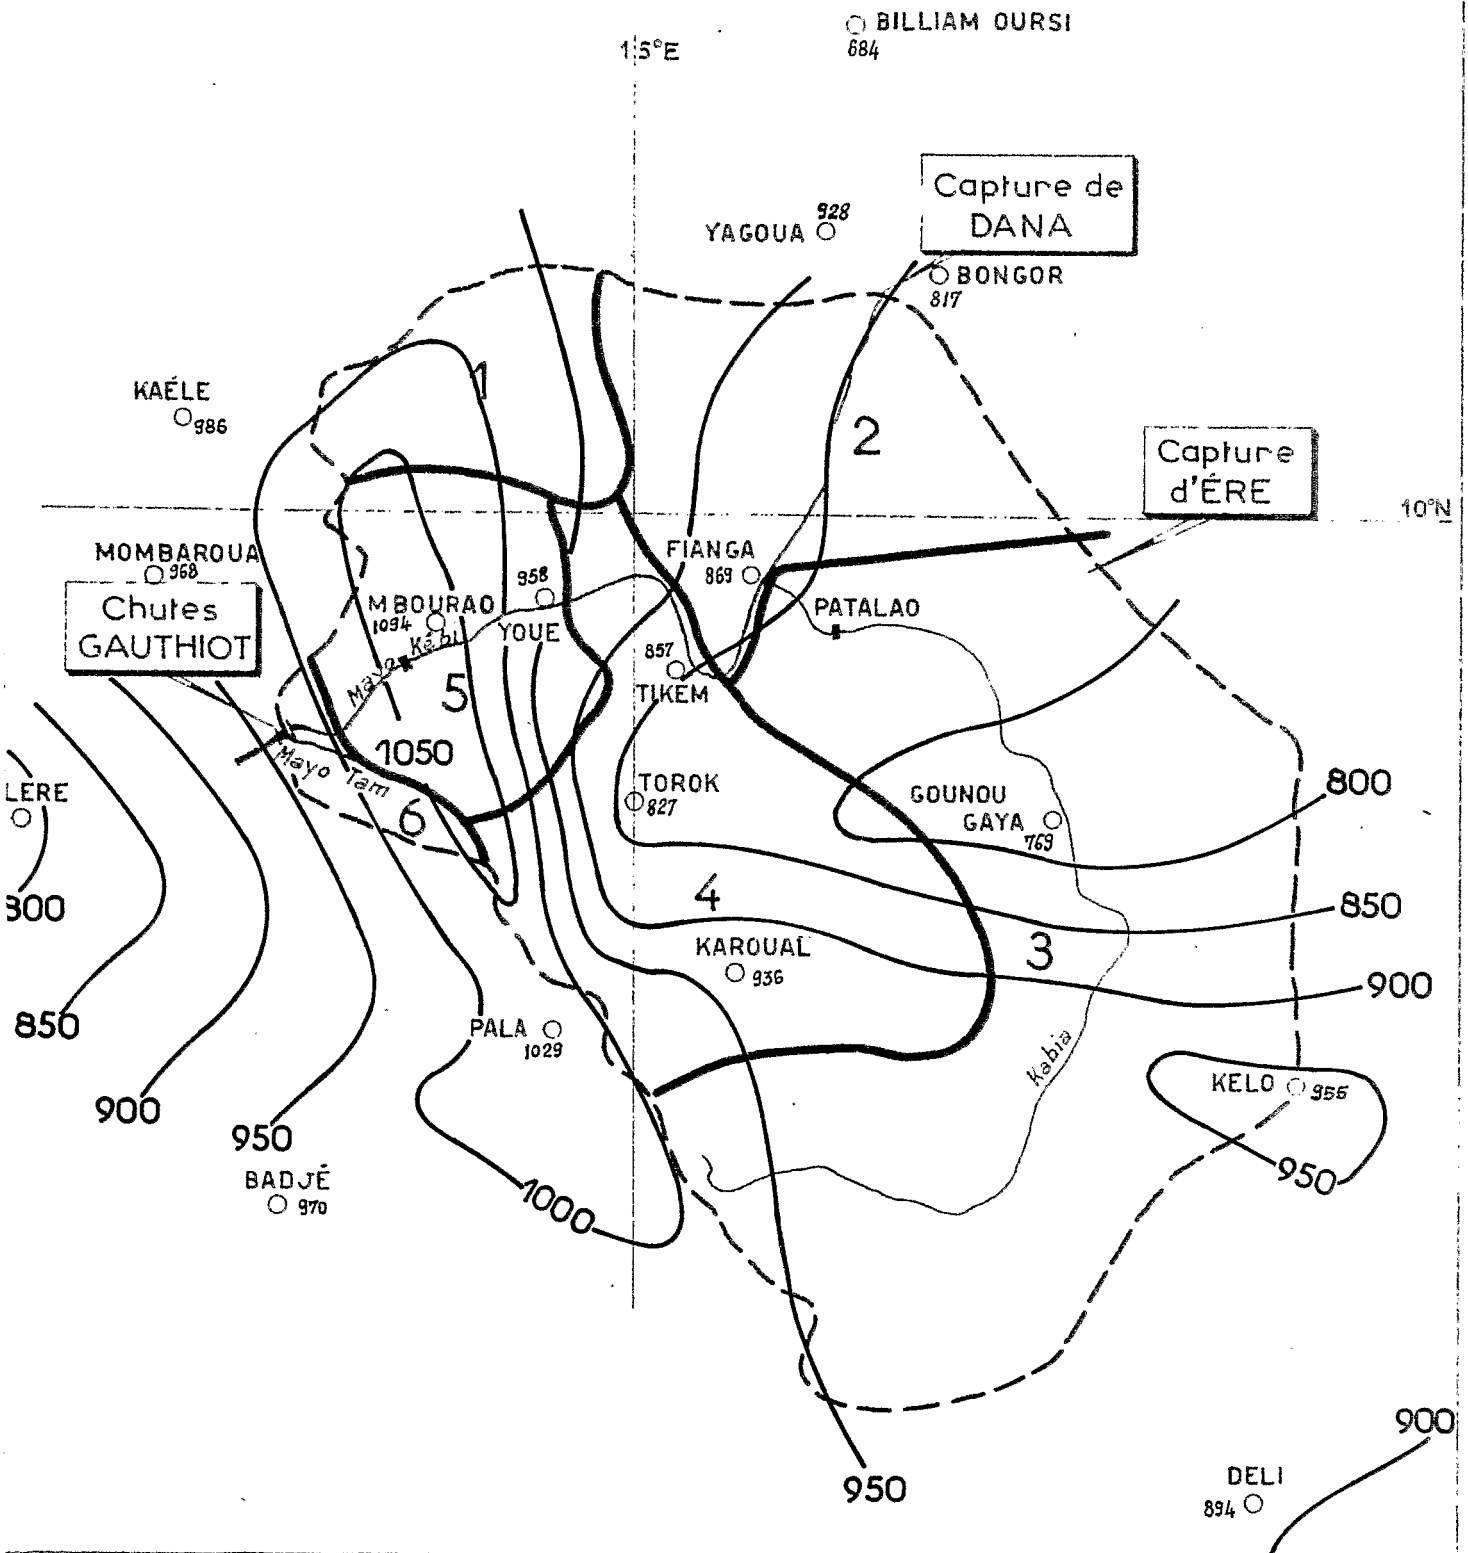 BILLIAM OURSI
684
15°E
Capture de
DANA
928
YAGOUA
BONGOR
817
1
KAÉLE
986
2
Capture
d'ÉRE
10°N
MOMBAROUA
968
FIANGA
869
958
Chutes
GAUTHIOT
MBOURAO
1094
Mayo Kébi
YOUE
PATALAO
857
TIKEM
5
1050
Mayo Tam
6
LERE
TOROK
827
GOUNOU
GAYA
769
800
300
4
850
KAROUAL
936
3
900
850
PALA
1029
Kabia
KELO
955
900
950
BADJÉ
970
1000
950
900
950
DELI
894